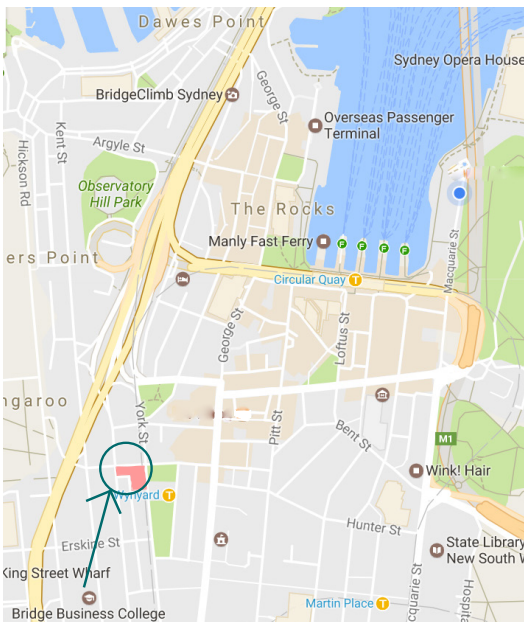 Dawes Point
Sydney Opera House
BridgeClimb Sydney
George St
Overseas Passenger
Terminal
Kent St
Argyle St
Hickson Rd
Observatory
Hill Park
The Rocks
Manly Fast Ferry
F
F
F
F
Macquarie St
ers Point
Circular Quay
T
George St
Loftus St
ngaroo
York St
Pitt St
Bent St
M1
Wink! Hair
Wynyard
T
Hunter St
Erskine St
State Library
New South W
King Street Wharf
Martin Place
T
cquarie St
Hospita
Bridge Business College